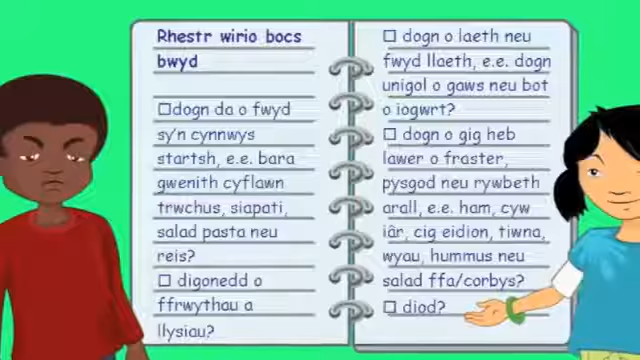 Rhestr wirio bocs
bwyd
☐dogn da o fwyd
sy'n cynnwys
startsh, e.e. bara
gwenith cyflawn
trwchus, siapati,
salad pasta neu
reis?
☐ digonedd o
ffrwythau a
llysiau?
☐ dogn o laeth neu
fwyd llaeth, e.e. dogn
unigol o gaws neu bot
o iogwrt?
☐ dogn o gig heb
lawer o fraster,
pysgod neu rywbeth
arall, e.e. ham, cyw
iâr, cig eidion, tiwna,
wyau, hummus neu
salad ffa/corbys?
☐ diod?